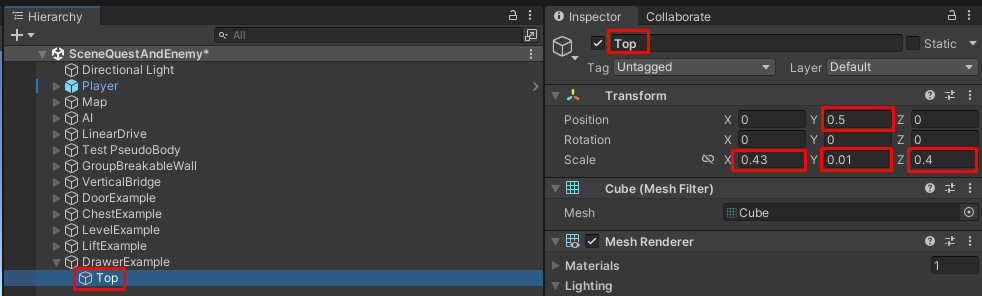 Hierarchy
All
SceneQuestAndEnemy*
Directional Light
Player
Map
AI
LinearDrive
Test PseudoBody
GroupBreakableWall
VerticalBridge
DoorExample
ChestExample
LevelExample
LiftExample
DrawerExample
Top
Inspector Collaborate
Top Static
Tag Untagged Layer Default
Transform
Position X 0 Y 0.5 Z 0
Rotation X 0 Y 0 Z 0
Scale X 0.43 Y 0.01 Z 0.4
Cube (Mesh Filter)
Mesh Cube
Mesh Renderer
Materials 1
Lighting